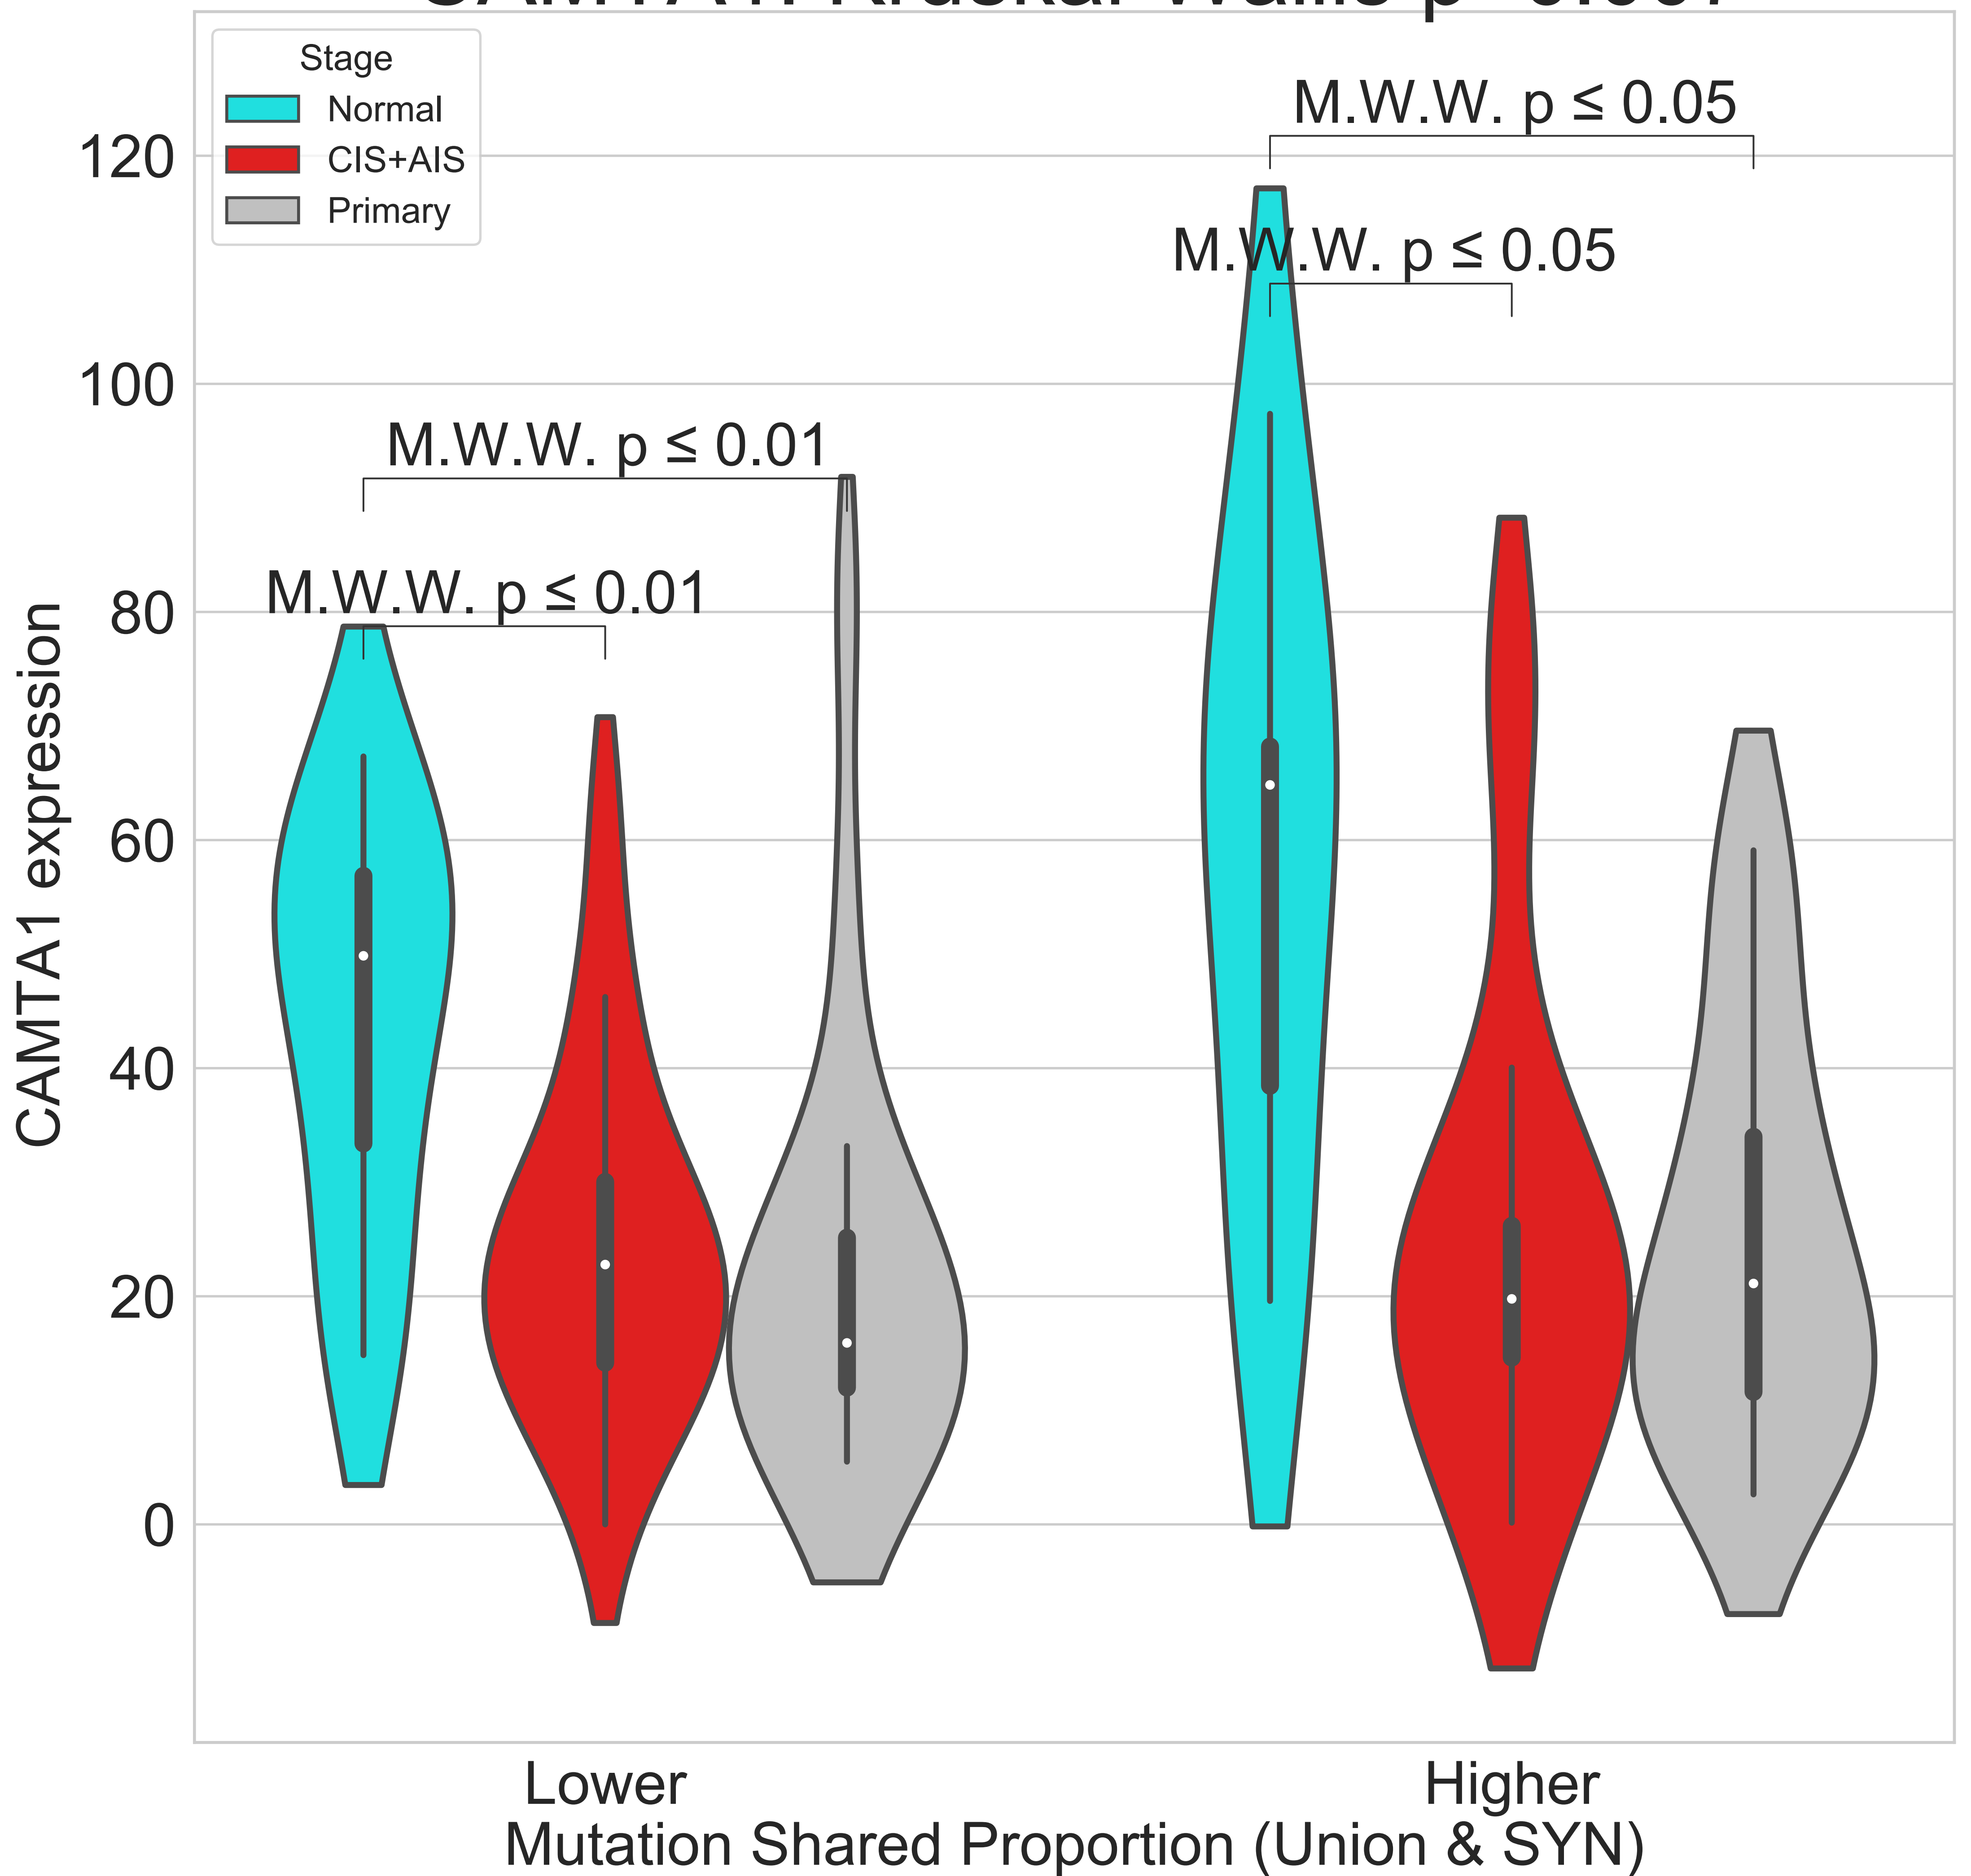 Stage
Normal
CIS+AIS
Primary
M.W.W. p ≤ 0.05
M.W.W. p ≤ 0.05
M.W.W. p ≤ 0.01
M.W.W. p ≤ 0.01
120
100
80
60
40
20
0
CAMTA1 expression
Lower
Higher
Mutation Shared Proportion (Union & SYN)